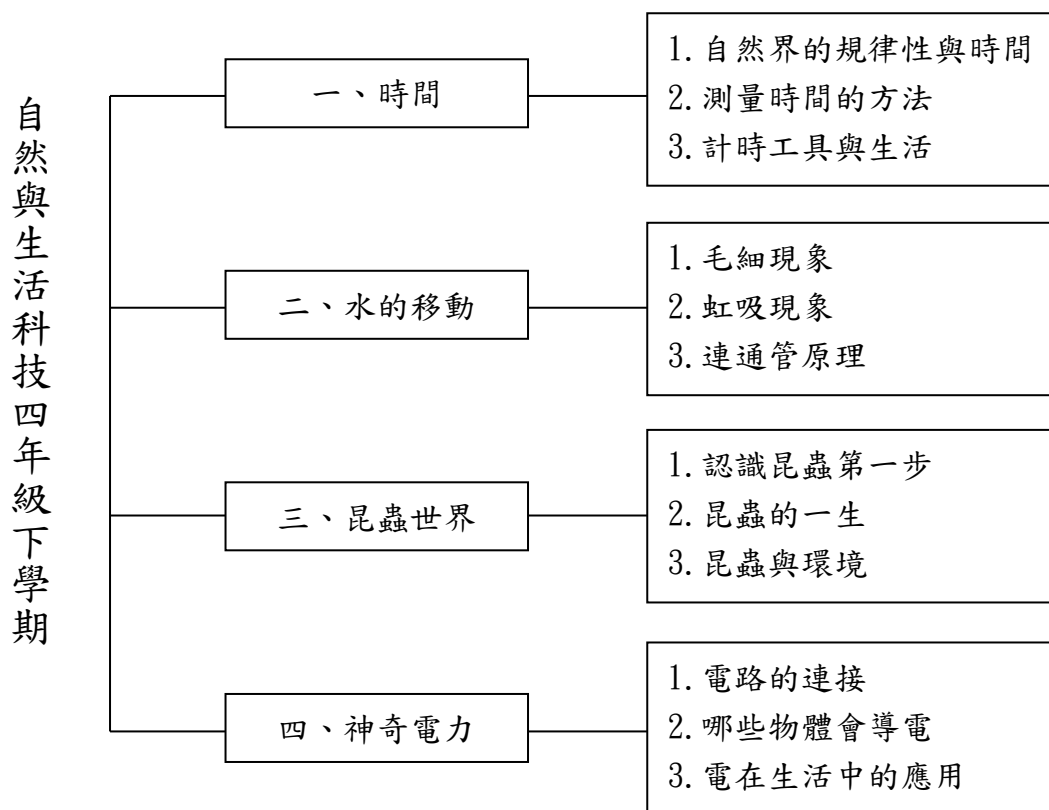 自然與生活科技四年級下學期
一、時間
1.自然界的規律性與時間
2.測量時間的方法
3.計時工具與生活
二、水的移動
1.毛細現象
2.虹吸現象
3.連通管原理
三、昆蟲世界
1.認識昆蟲第一步
2.昆蟲的一生
3.昆蟲與環境
四、神奇電力
1.電路的連接
2.哪些物體會導電
3.電在生活中的應用